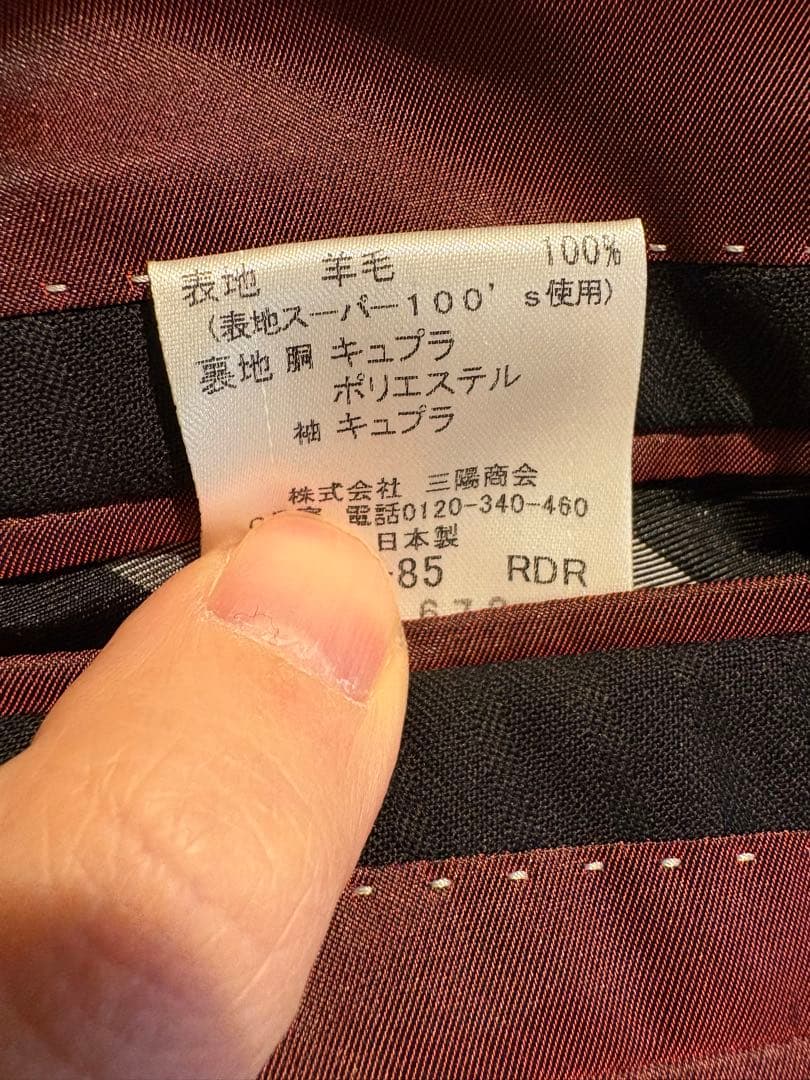 表地 羊毛 100%
(表地スーパー100's使用)
裏地 胴 キュプラ
ポリエステル
袖 キュプラ
株式会社 三陽商会
電話0120-340-460
日本製
-85 RDR